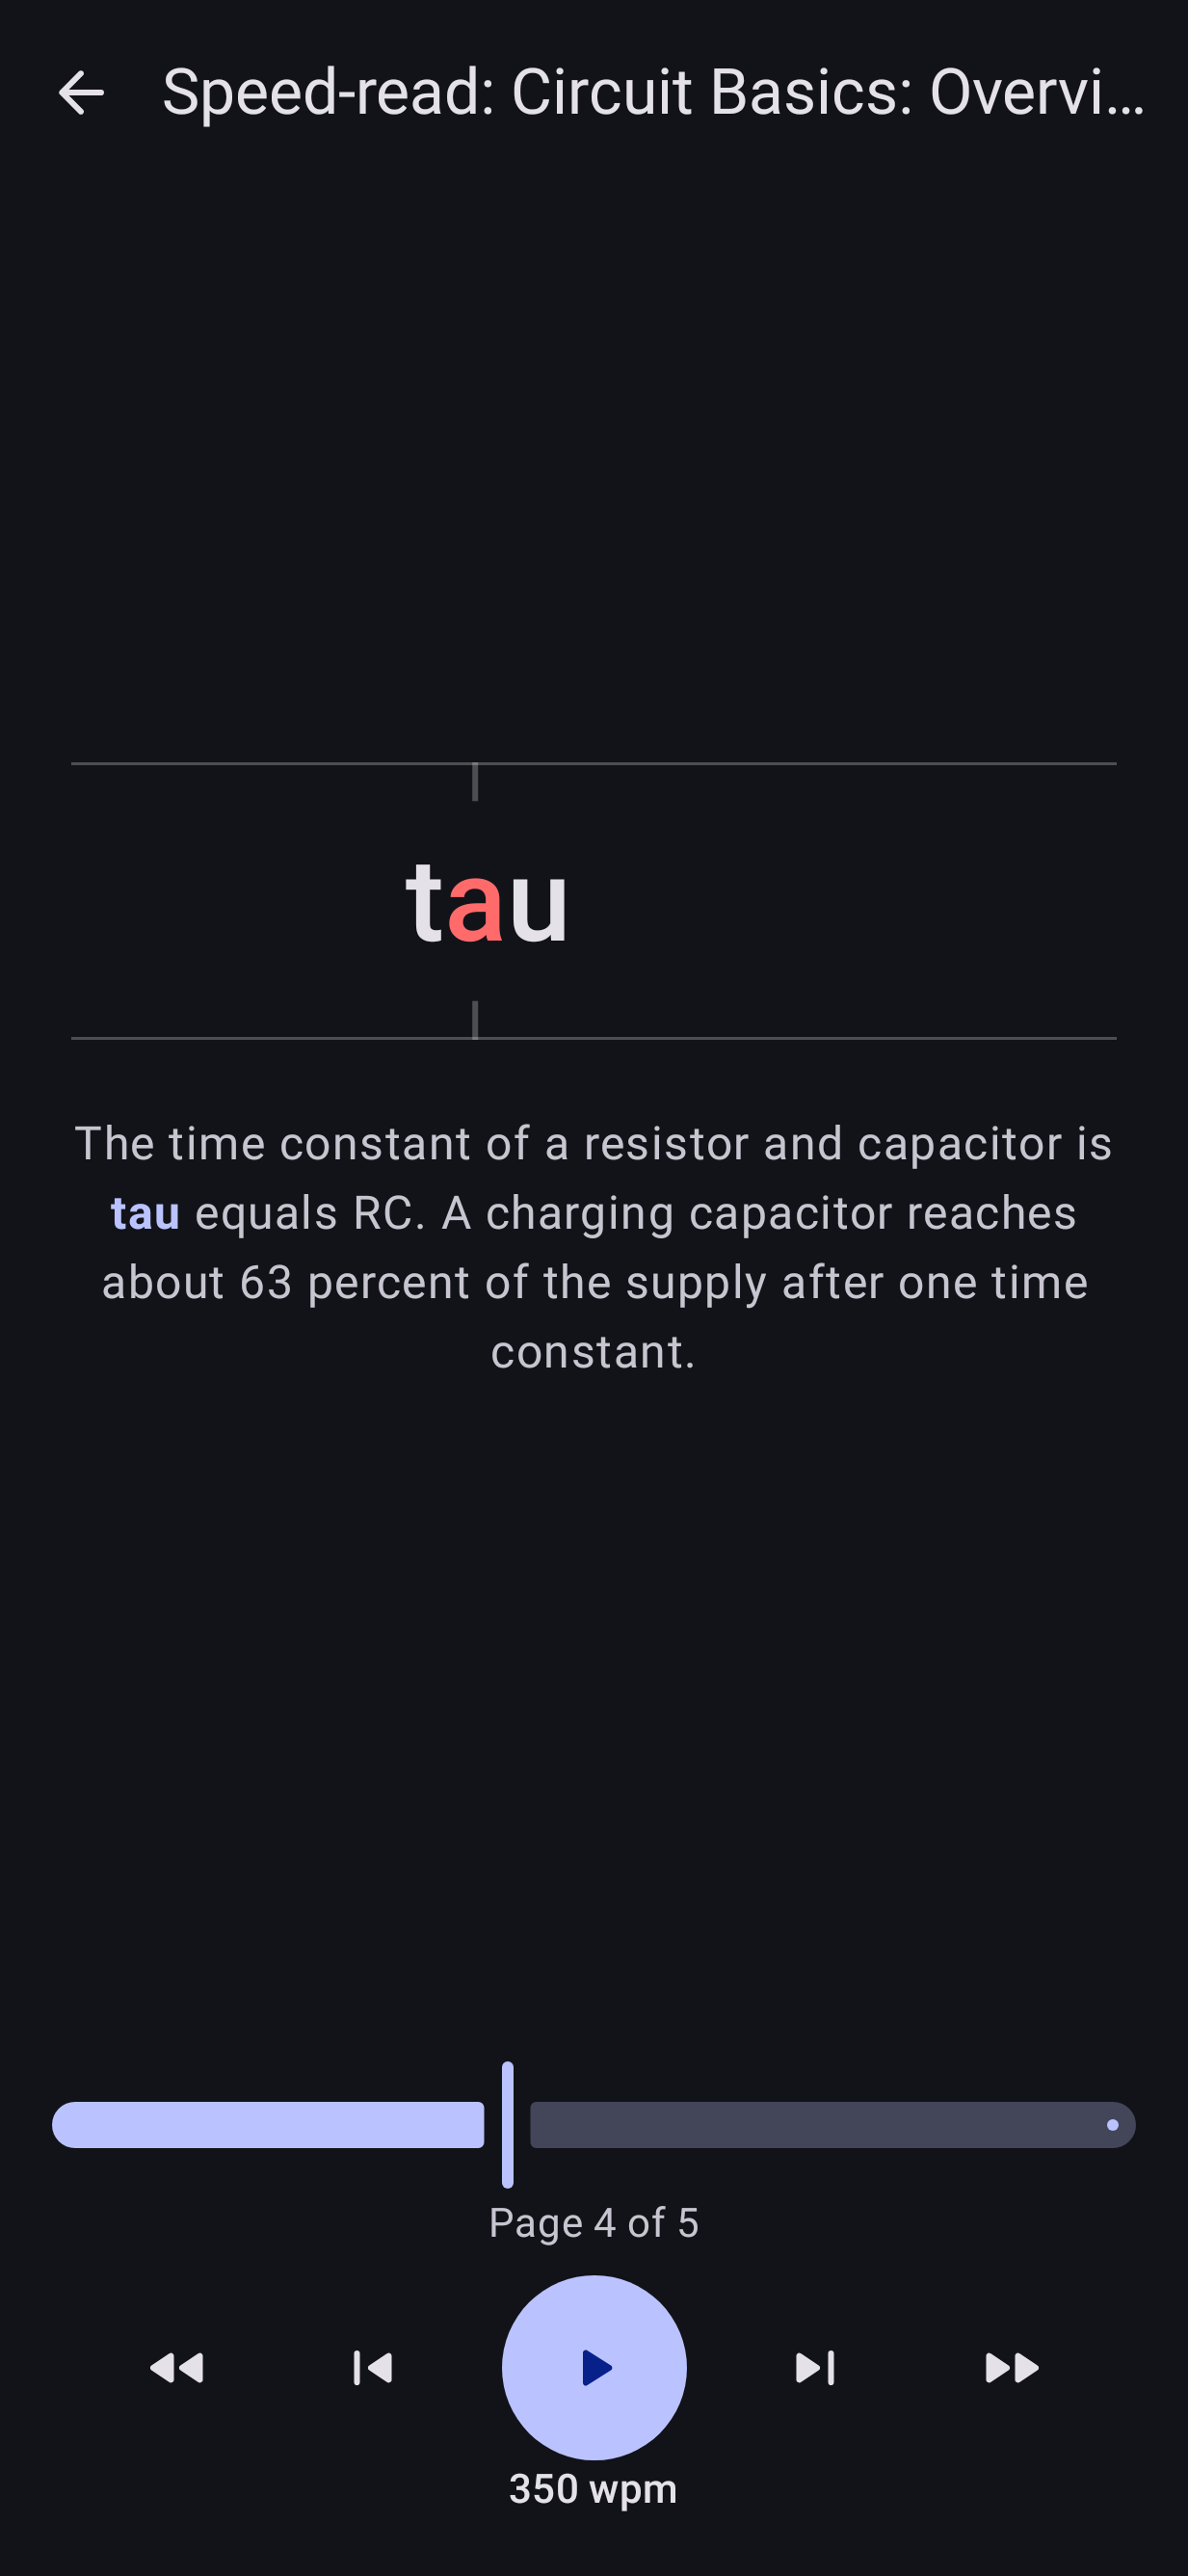 Speed-read: Circuit Basics: Overvi...
tau
The time constant of a resistor and capacitor is
tau equals RC. A charging capacitor reaches
about 63 percent of the supply after one time
constant.
Page 4 of 5
350 wpm